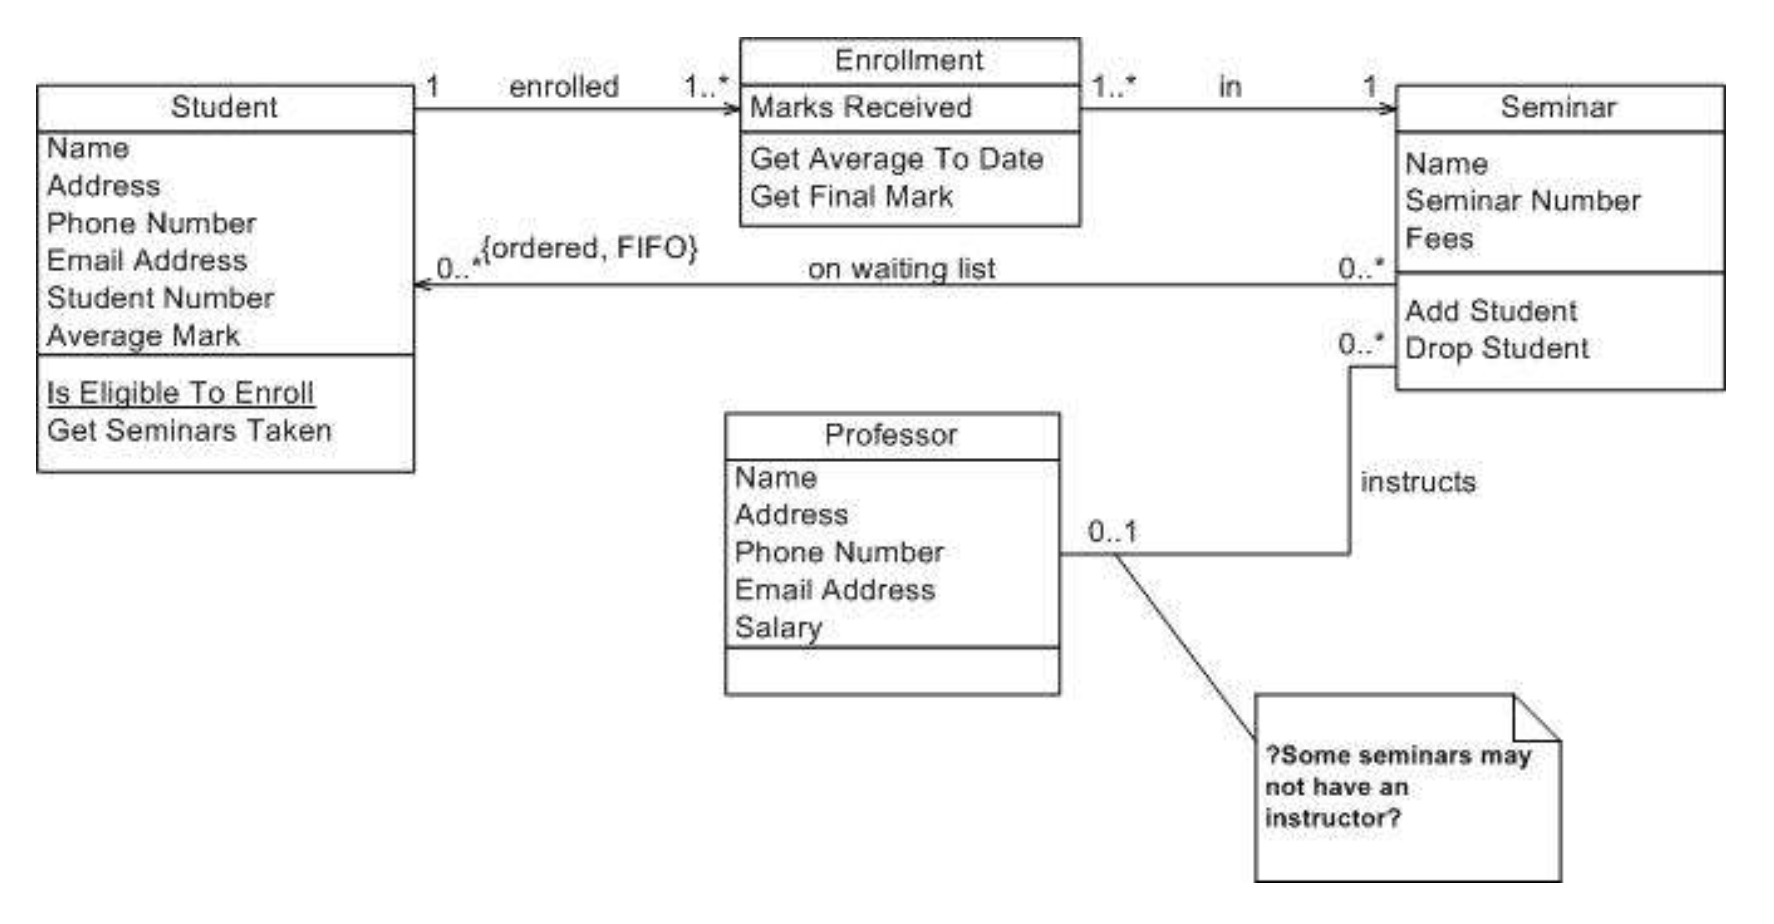 Student
Name
Address
Phone Number
Email Address
Student Number
Average Mark
Is Eligible To Enroll
Get Seminars Taken
1 enrolled 1..*
Enrollment
Marks Received
Get Average To Date
Get Final Mark
1..* in 1
Seminar
Name
Seminar Number
Fees
Add Student
Drop Student
{ordered, FIFO}
0..* on waiting list 0..*
0..*
instructs
0..1
Professor
Name
Address
Phone Number
Email Address
Salary
?Some seminars may
not have an
instructor?